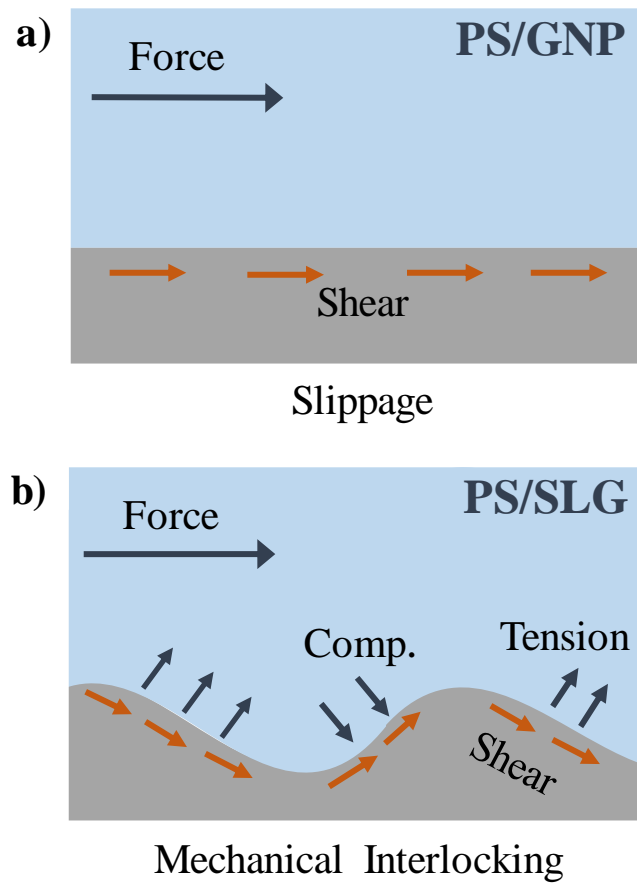 a)
PS/GNP
Force
Shear
Slippage
b)
PS/SLG
Force
Comp.
Tension
Shear
Mechanical Interlocking